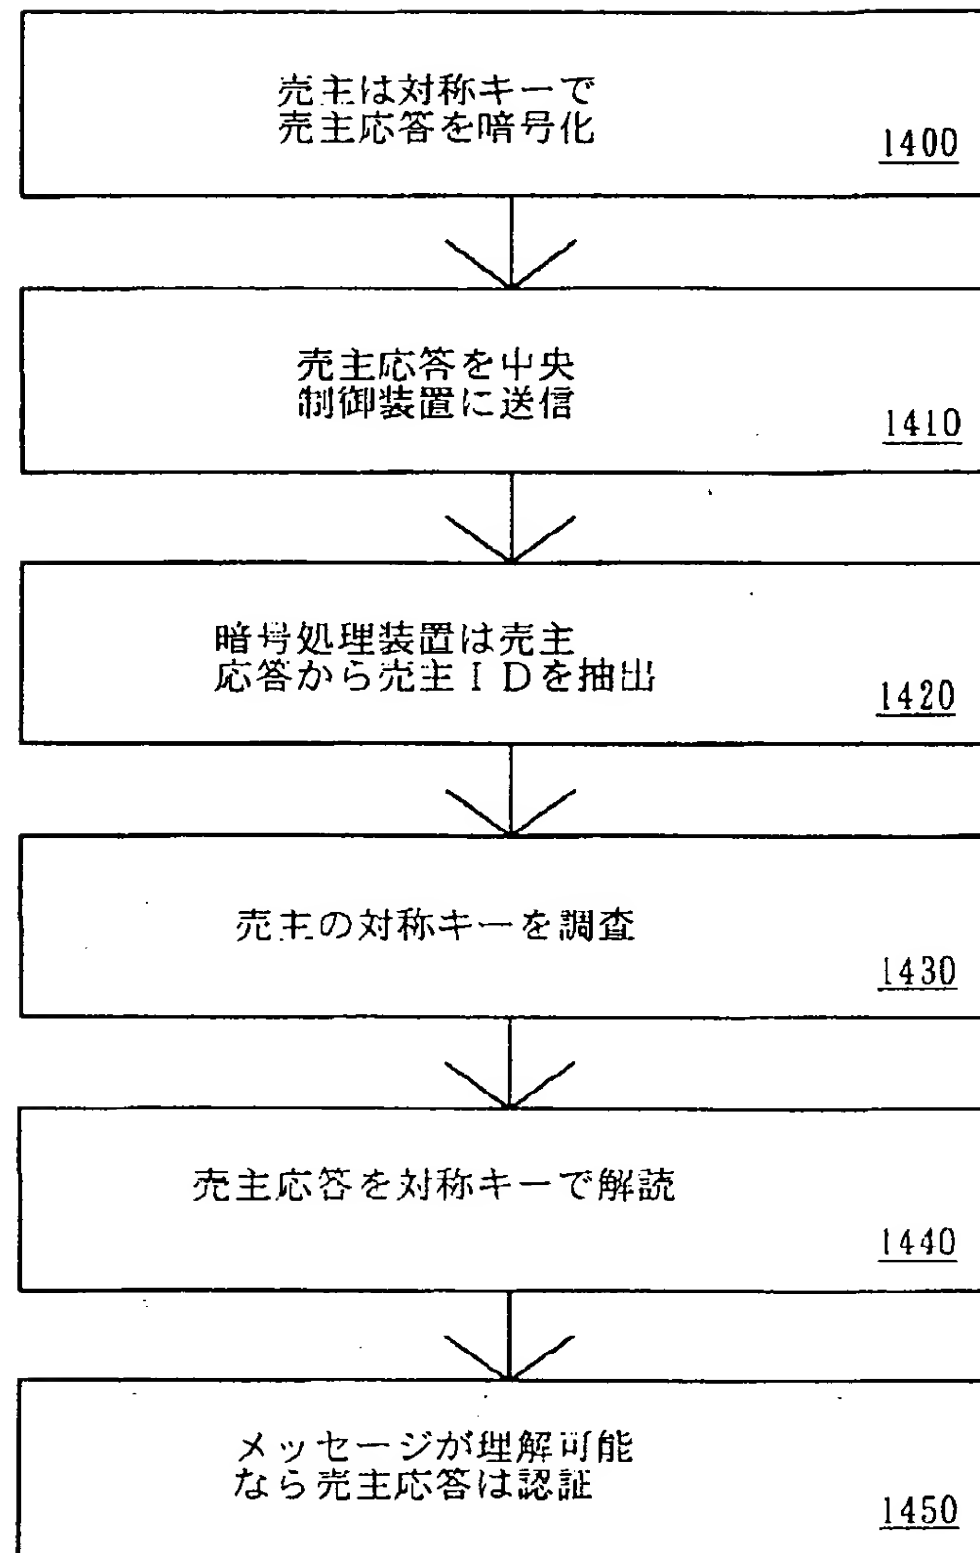 売主は対称キーで
売主応答を暗号化
1400
売主応答を中央
制御装置に送信
1410
暗号処理装置は売主
応答から売主IDを抽出
1420
売主の対称キーを調査
1430
売主応答を対称キーで解読
1440
メッセージが理解可能
なら売主応答は認証
1450